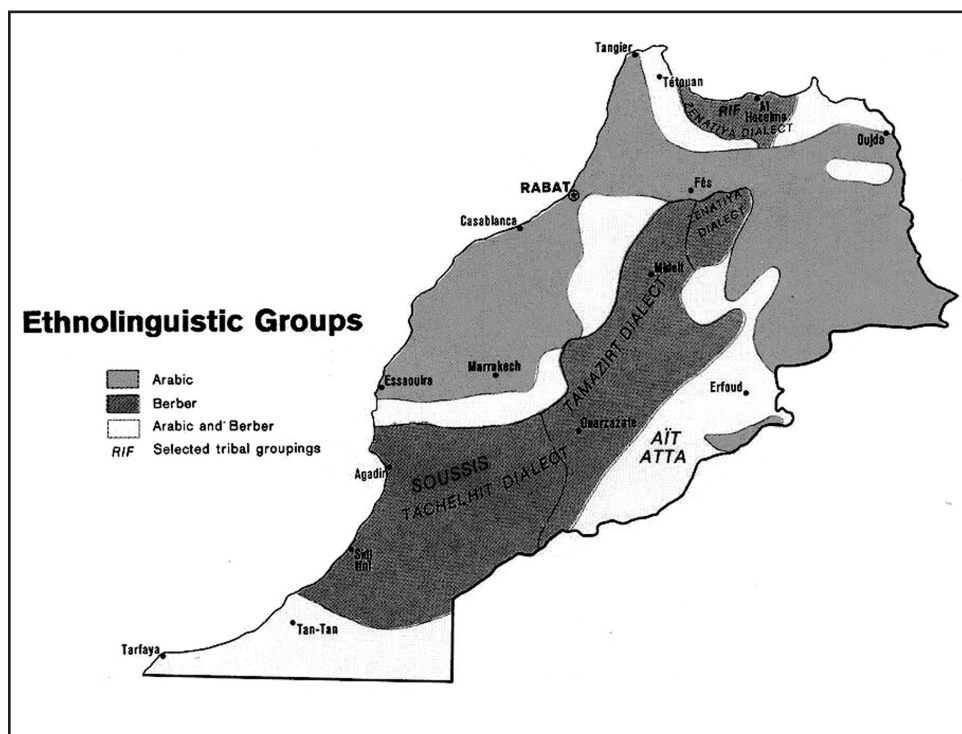 Tangier
Tétouan
RIF
Al
Hoceima
ZENATIYA DIALECT
Oujda
RABAT
Fès
ZENATIYA
DIALECT
Casablanca
Midelt
Ethnolinguistic Groups
TAMAZIRT DIALECT
Arabic
Berber
Arabic and Berber
RIF Selected tribal groupings
Essaouira
Marrakech
Erfoud
Ouarzazate
AÏT
ATTA
Agadir
SOUSSIS
TACHELHIT DIALECT
Sidi
Ifni
Tan-Tan
Tarfaya